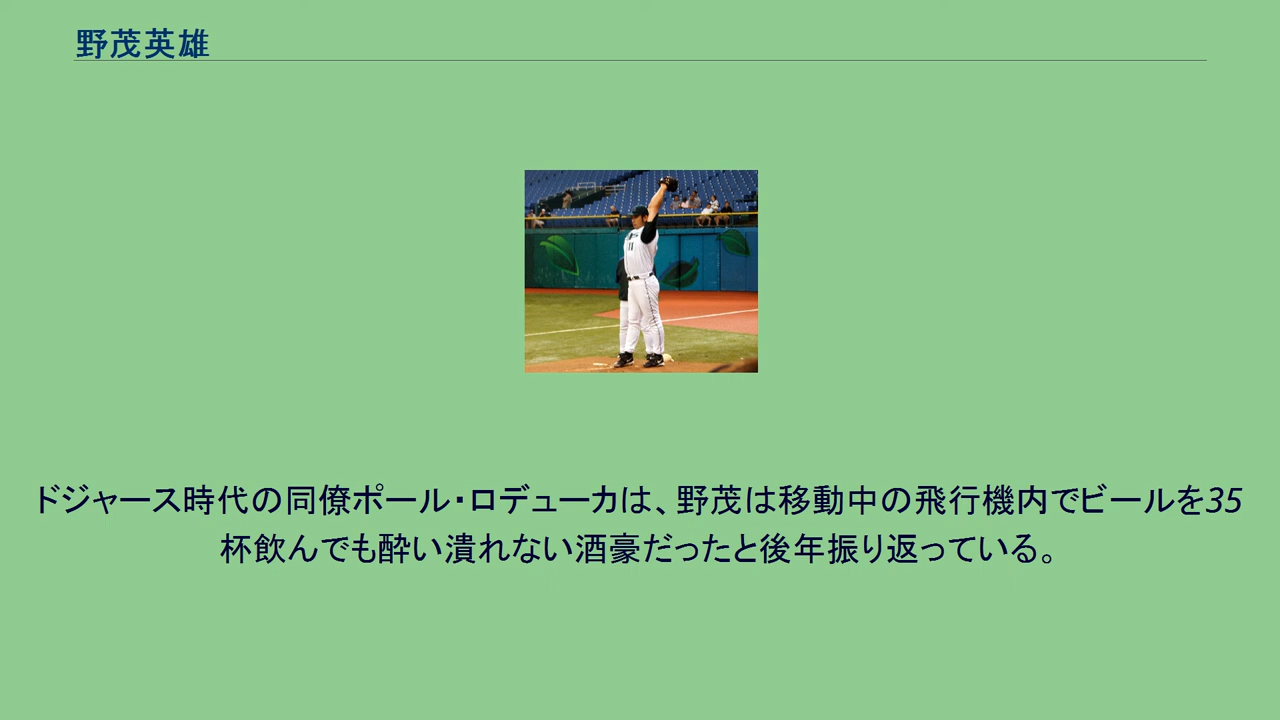 野茂英雄
ドジャース時代の同僚ポール・ロデューカは、野茂は移動中の飛行機内でビールを35
杯飲んでも酔い潰れない酒豪だったと後年振り返っている。